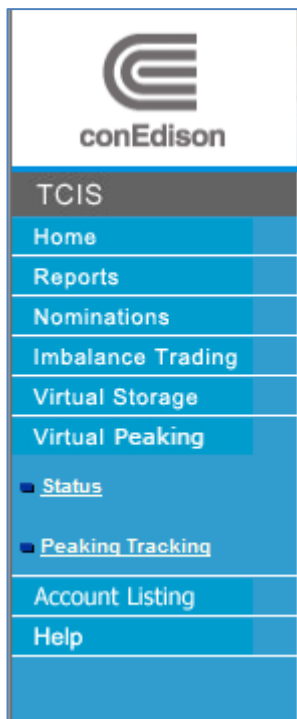 conEdison
TCIS
Home
Reports
Nominations
Imbalance Trading
Virtual Storage
Virtual Peaking
Status
Peaking Tracking
Account Listing
Help